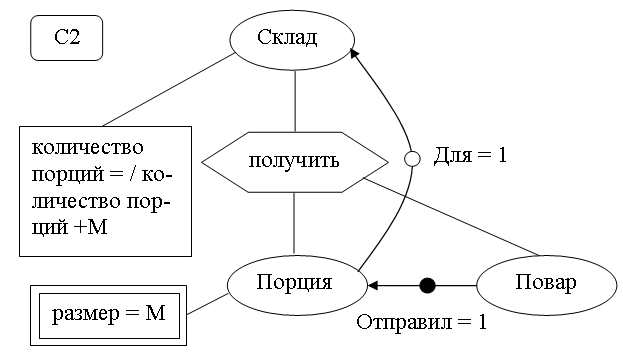 С2
Склад
количество
порций = / ко-
личество пор-
ций +М
получить
Для = 1
Порция
Повар
размер = М
Отправил = 1